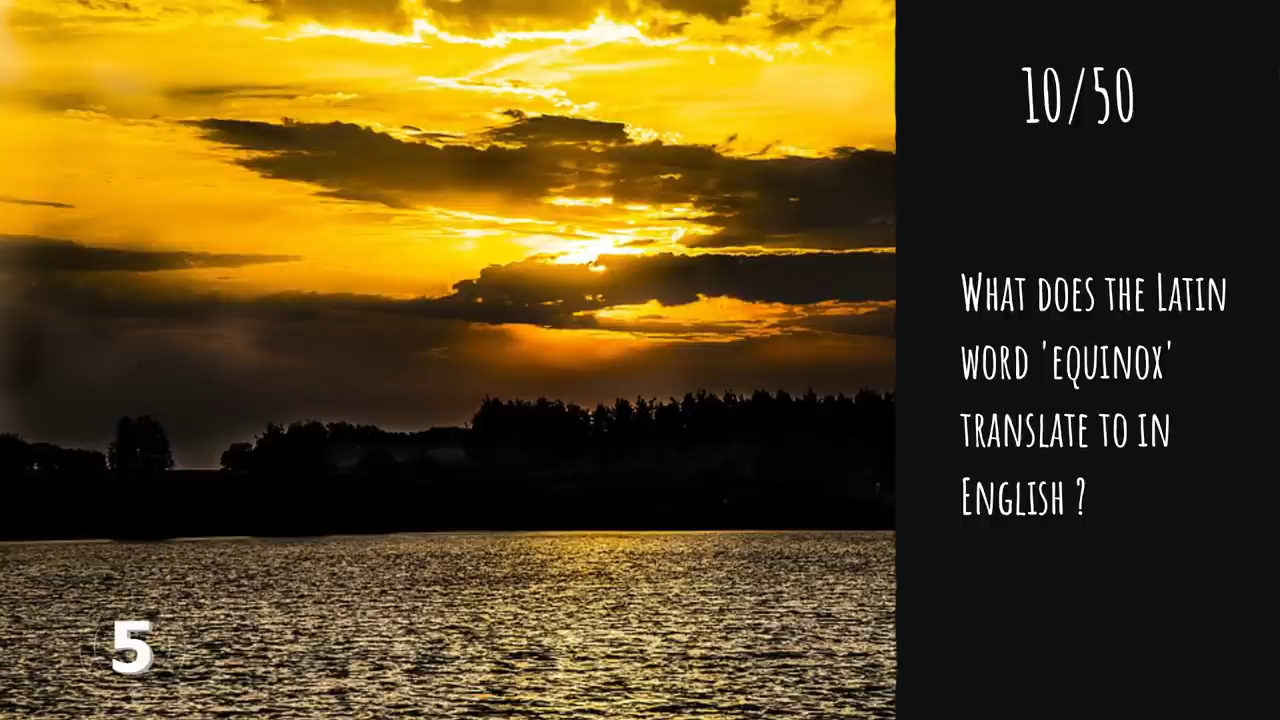 10/50
What does the Latin
word 'equinox'
translate to in
English ?
5